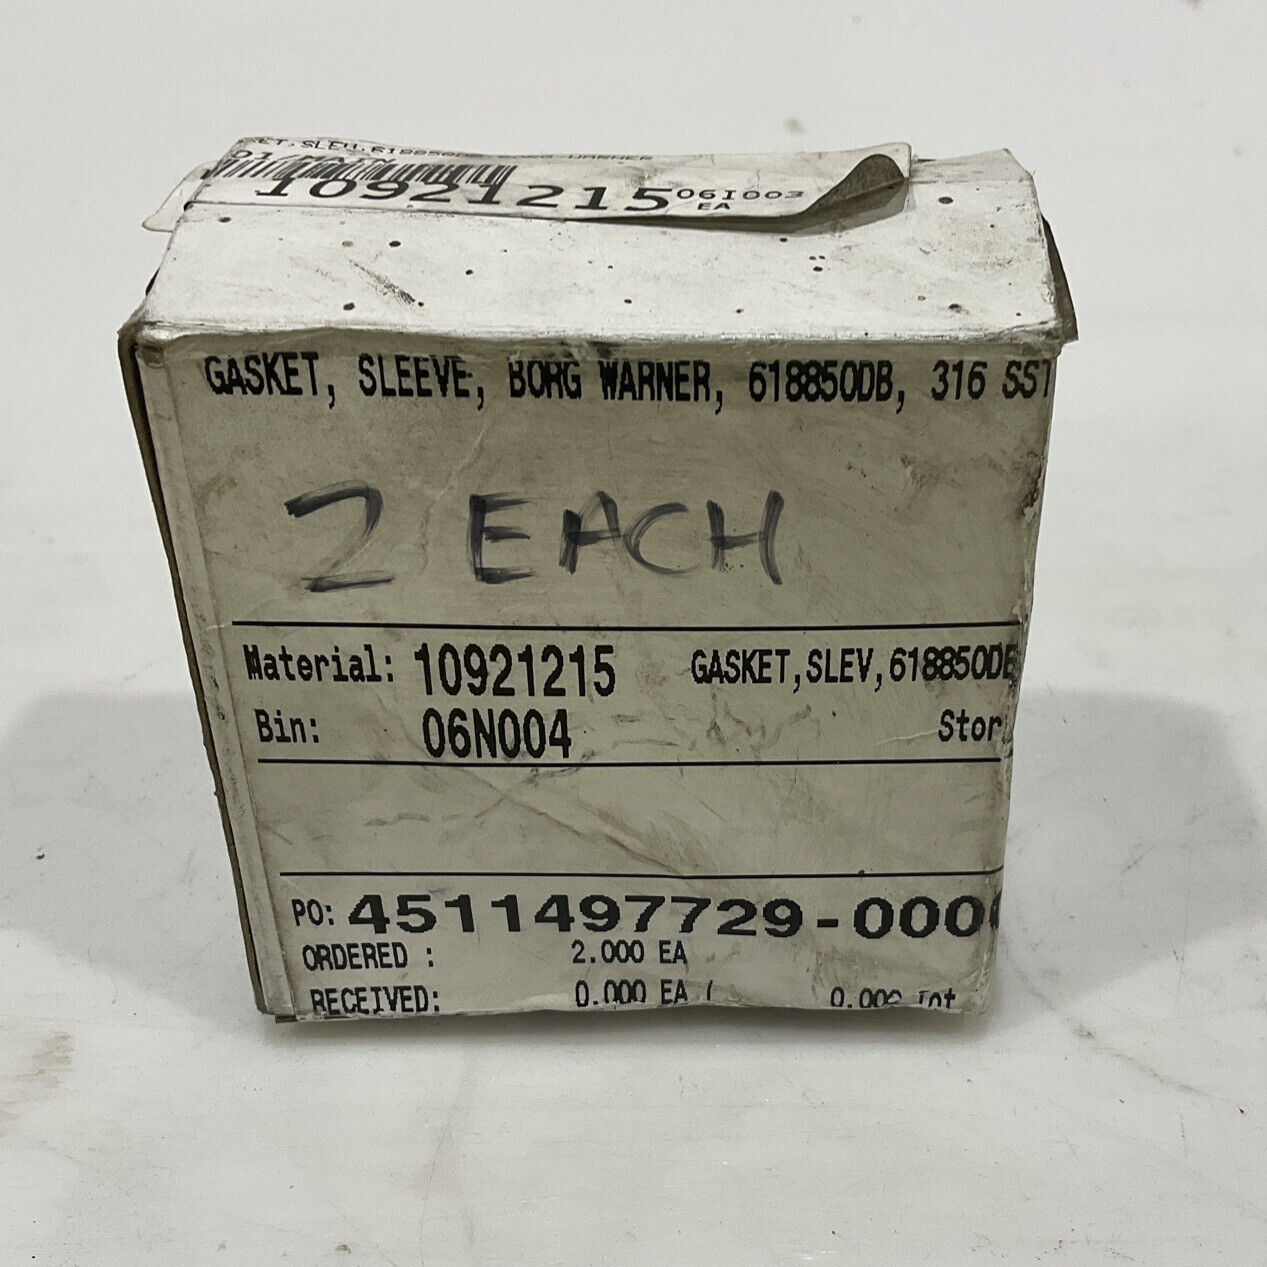 10921215 06I003
EA
GASKET, SLEEVE, BORG WARNER, 618850DB, 316 SST
2 EACH
Material: 10921215 GASKET,SLEV,618850DB
Bin: 06N004 Stor
PO: 4511497729-000
ORDERED : 2.000 EA
RECEIVED: 0.000 EA ( 0.000 Int